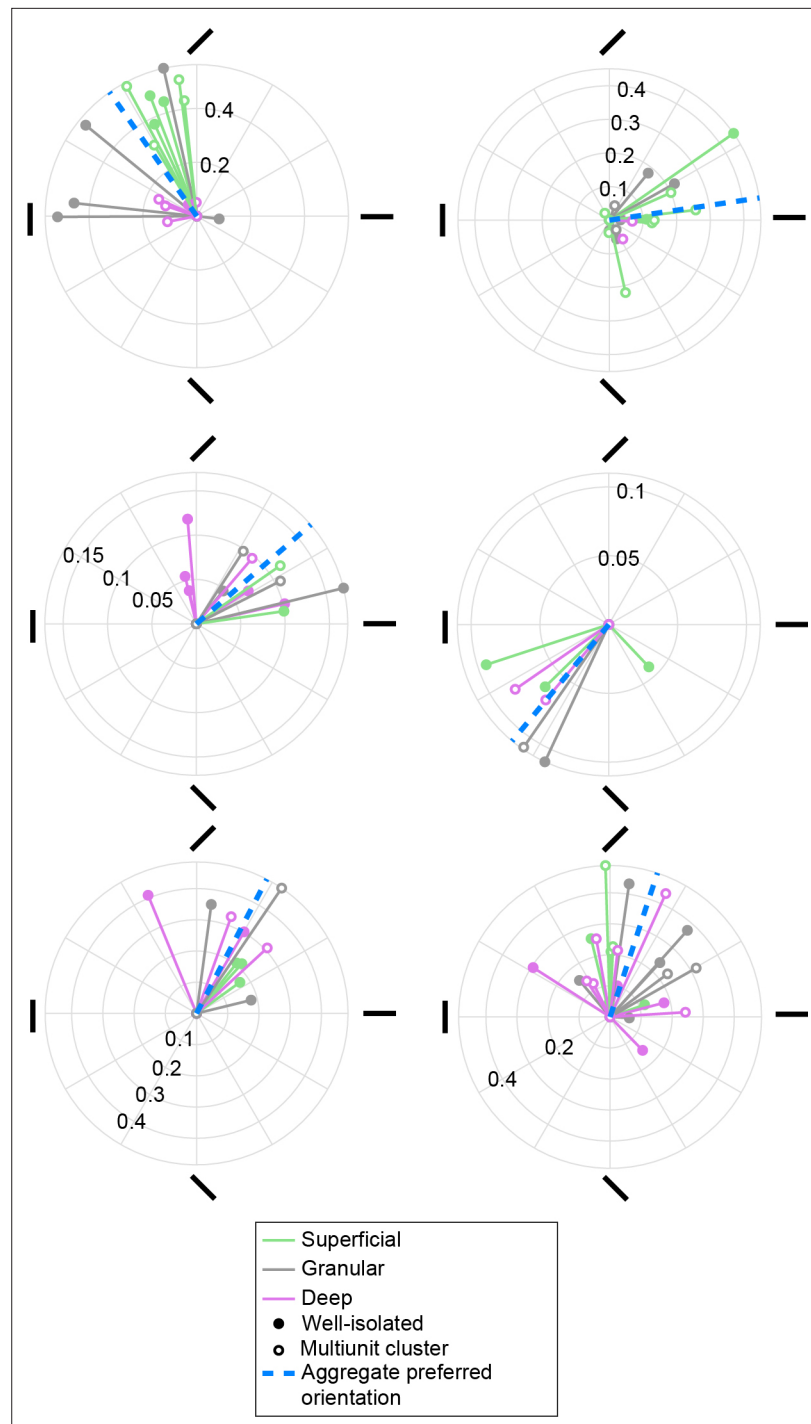 0.4
0.2
0.4
0.3
0.2
0.1
0.15
0.1
0.05
0.1
0.05
0.1
0.2
0.3
0.4
0.2
0.4
Superficial
Granular
Deep
Well-isolated
Multiunit cluster
Aggregate preferred
orientation